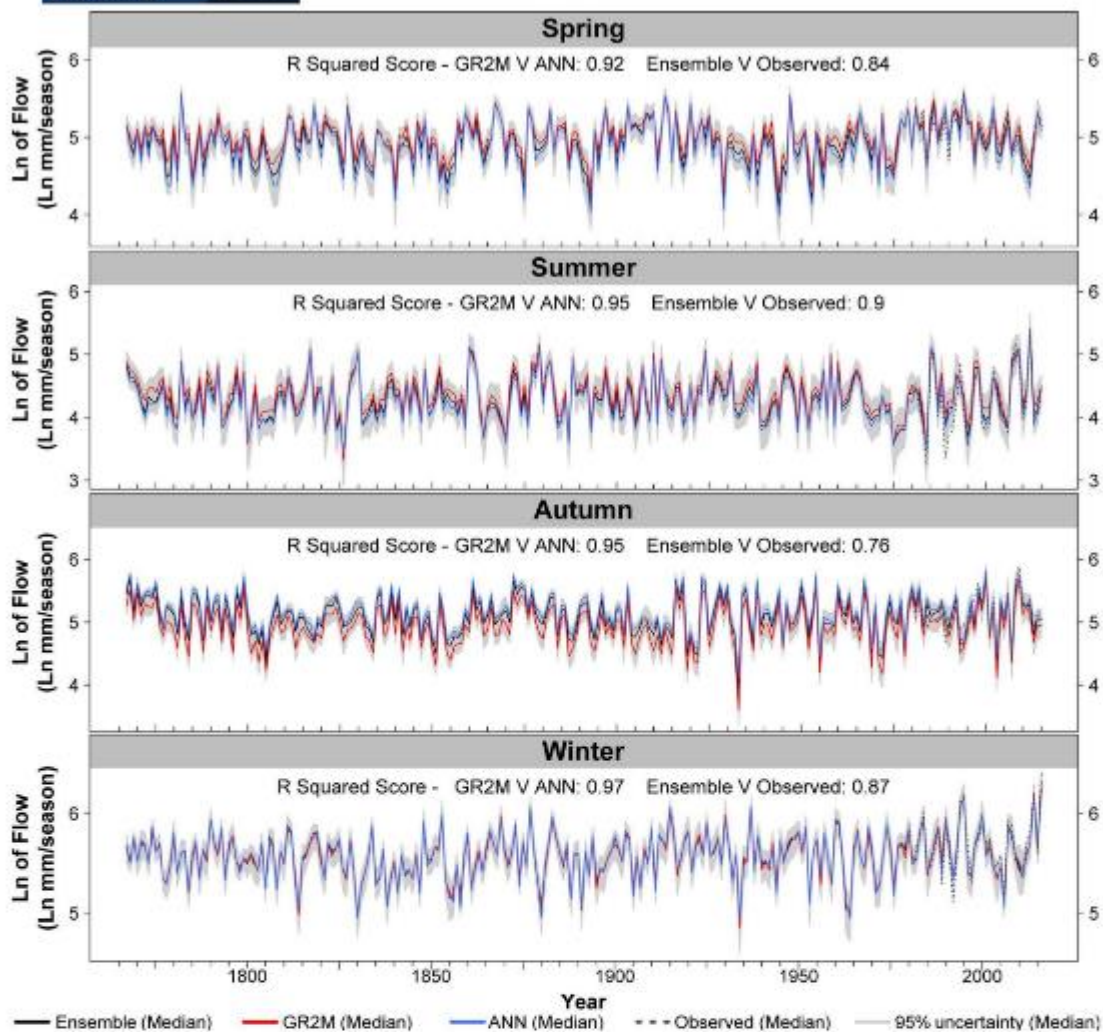 Spring
R Squared Score - GR2M V ANN: 0.92 Ensemble V Observed: 0.84
Ln of Flow
(Ln mm/season)
6 6
5 5
4 4
Summer
R Squared Score - GR2M V ANN: 0.95 Ensemble V Observed: 0.9
Ln of Flow
(Ln mm/season)
6 6
5 5
4 4
3 3
Autumn
R Squared Score - GR2M V ANN: 0.95 Ensemble V Observed: 0.76
Ln of Flow
(Ln mm/season)
6 6
5 5
4 4
Winter
R Squared Score - GR2M V ANN: 0.97 Ensemble V Observed: 0.87
Ln of Flow
(Ln mm/season)
6 6
5 5
1800 1850 1900 1950 2000
Year
Ensemble (Median) GR2M (Median) ANN (Median) Observed (Median) 95% uncertainty (Median)